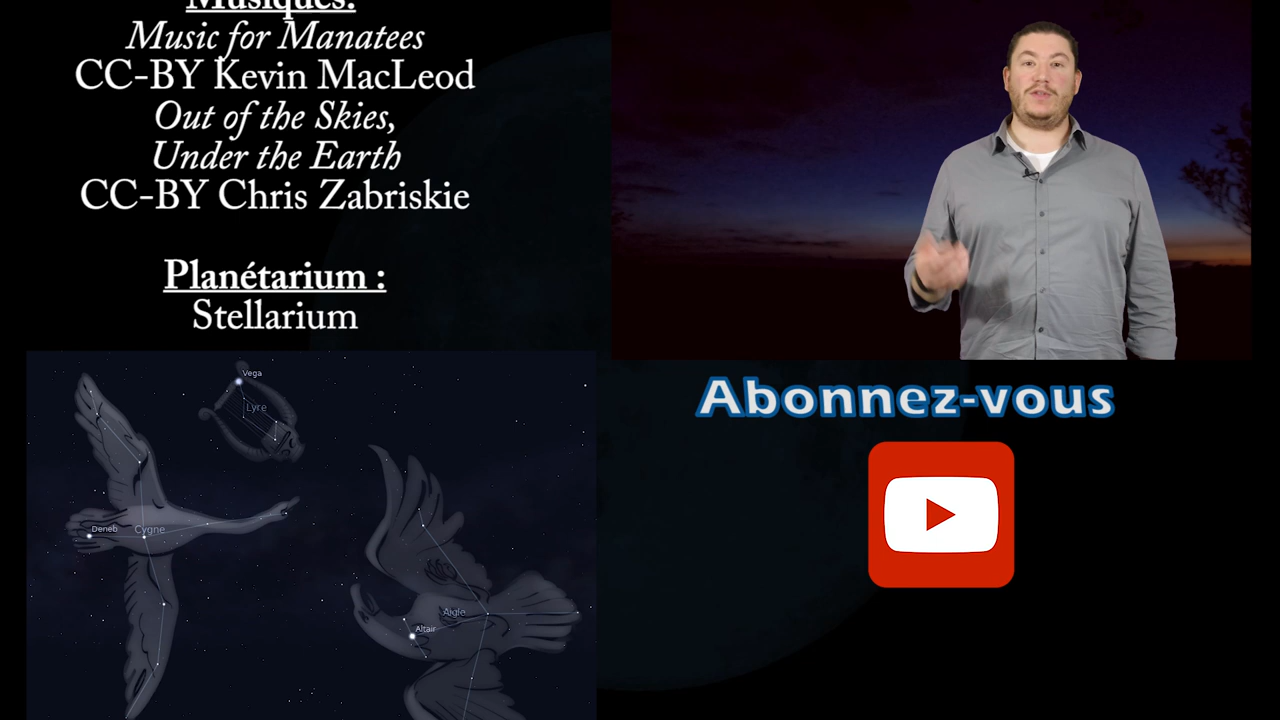 Musiques:
Music for Manatees
CC-BY Kevin MacLeod
Out of the Skies,
Under the Earth
CC-BY Chris Zabriskie
Planétarium :
Stellarium
Vega
Lyre
Deneb
Cygne
Aigle
Altair
Abonnez-vous